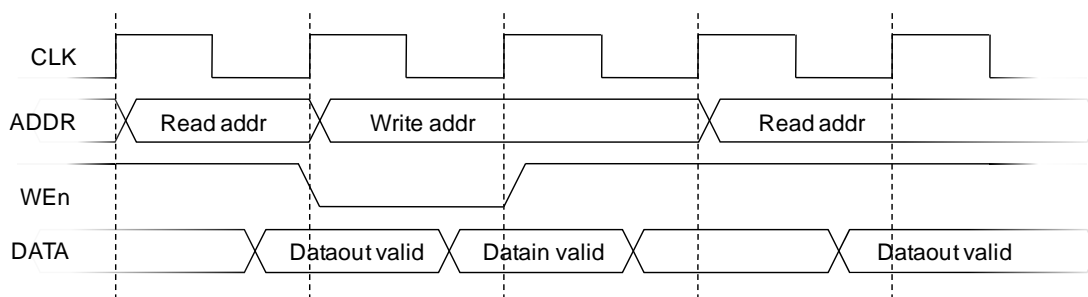 CLK
ADDR Read addr Write addr Read addr
WEn
DATA Dataout valid Datain valid Dataout valid